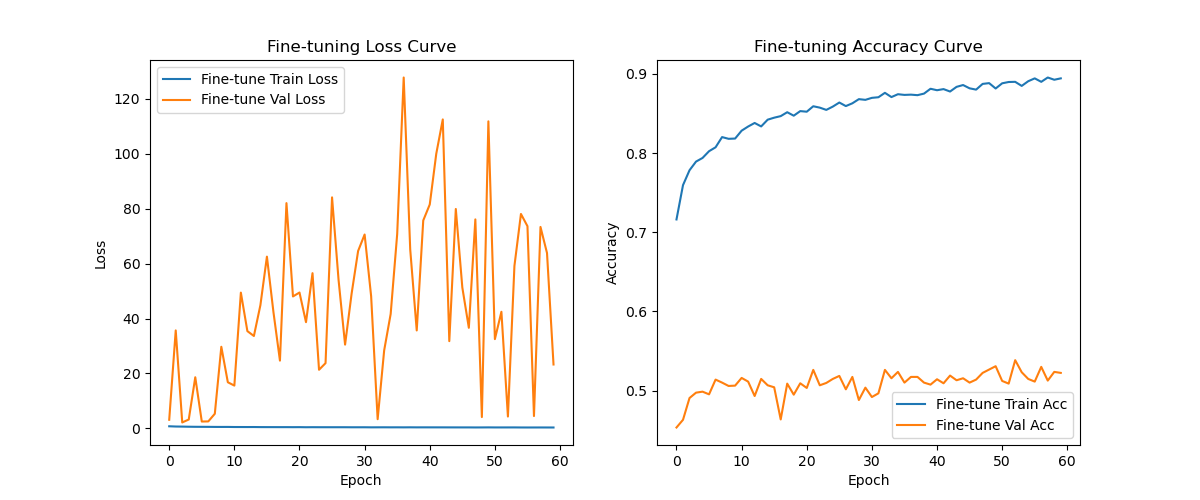 Fine-tuning Loss Curve
Fine-tune Train Loss
Fine-tune Val Loss
120
100
80
60
40
20
0
Loss
0 10 20 30 40 50 60
Epoch
Fine-tuning Accuracy Curve
0.9
0.8
0.7
0.6
0.5
Accuracy
Fine-tune Train Acc
Fine-tune Val Acc
0 10 20 30 40 50 60
Epoch